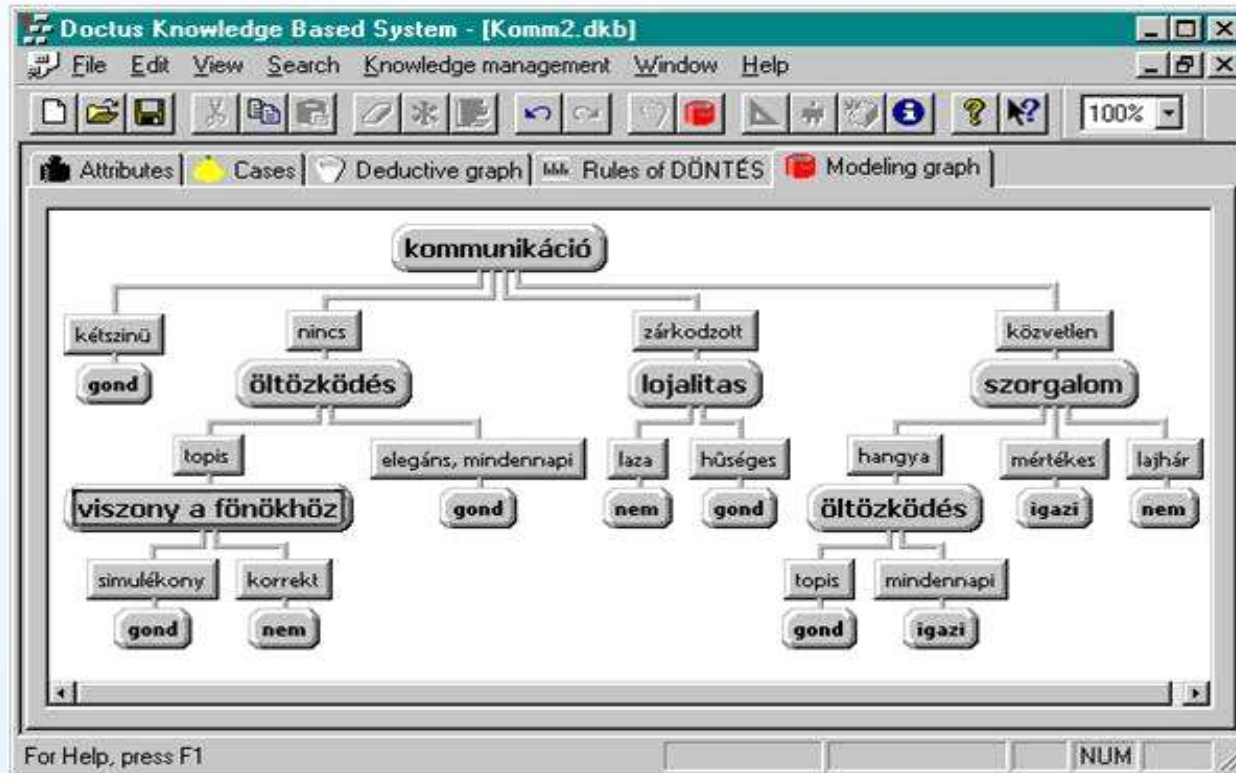 Doctus Knowledge Based System - [Komm2.dkb]
File Edit View Search Knowledge management Window Help
100%
Attributes Cases Deductive graph Rules of DÖNTÉS Modeling graph
kommunikáció
kétszinü nincs zárkodzott közvetlen
gond öltözködés lojalitas szorgalom
topis elegáns, mindennapi laza hûséges hangya mértékes lajhár
viszony a fönökhöz gond nem gond öltözködés igazi nem
simulékony korrekt topis mindennapi
gond nem gond igazi
For Help, press F1 NUM